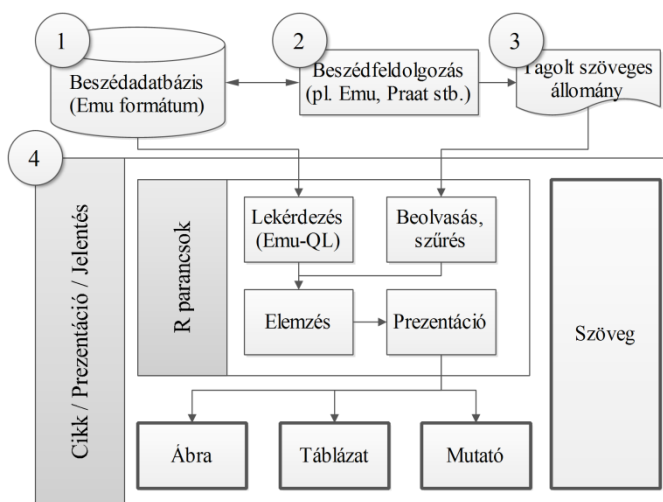 1
Beszédadatbázis
(Emu formátum)
2
Beszédfeldolgozás
(pl. Emu, Praat stb.)
3
Tagolt szöveges
állomány
4
Cikk / Prezentáció / Jelentés
R parancsok
Lekérdezés
(Emu-QL)
Beolvasás,
szűrés
Elemzés
Prezentáció
Szöveg
Ábra
Táblázat
Mutató